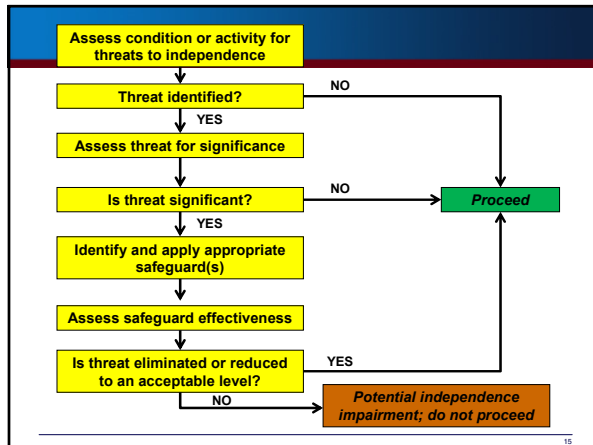 Assess condition or activity for
threats to independence
Threat identified?
NO
YES
Assess threat for significance
Is threat significant?
NO
Proceed
YES
Identify and apply appropriate
safeguard(s)
Assess safeguard effectiveness
Is threat eliminated or reduced
to an acceptable level?
YES
NO
Potential independence
impairment; do not proceed
15